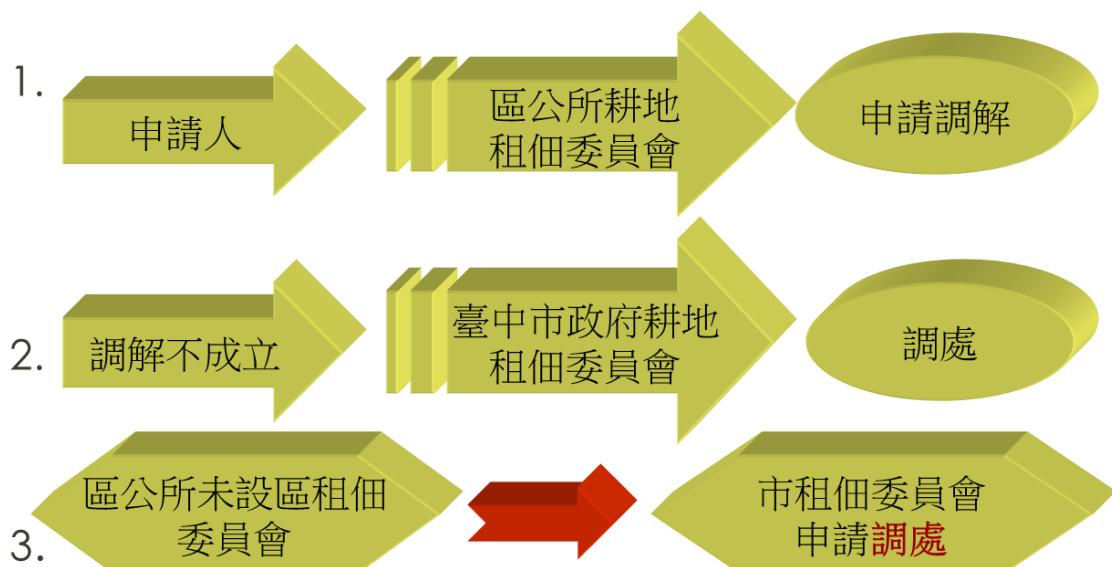 1.
申請人
區公所耕地
租佃委員會
申請調解
2.
調解不成立
臺中市政府耕地
租佃委員會
調處
3.
區公所未設區租佃
委員會
市租佃委員會
申請調處